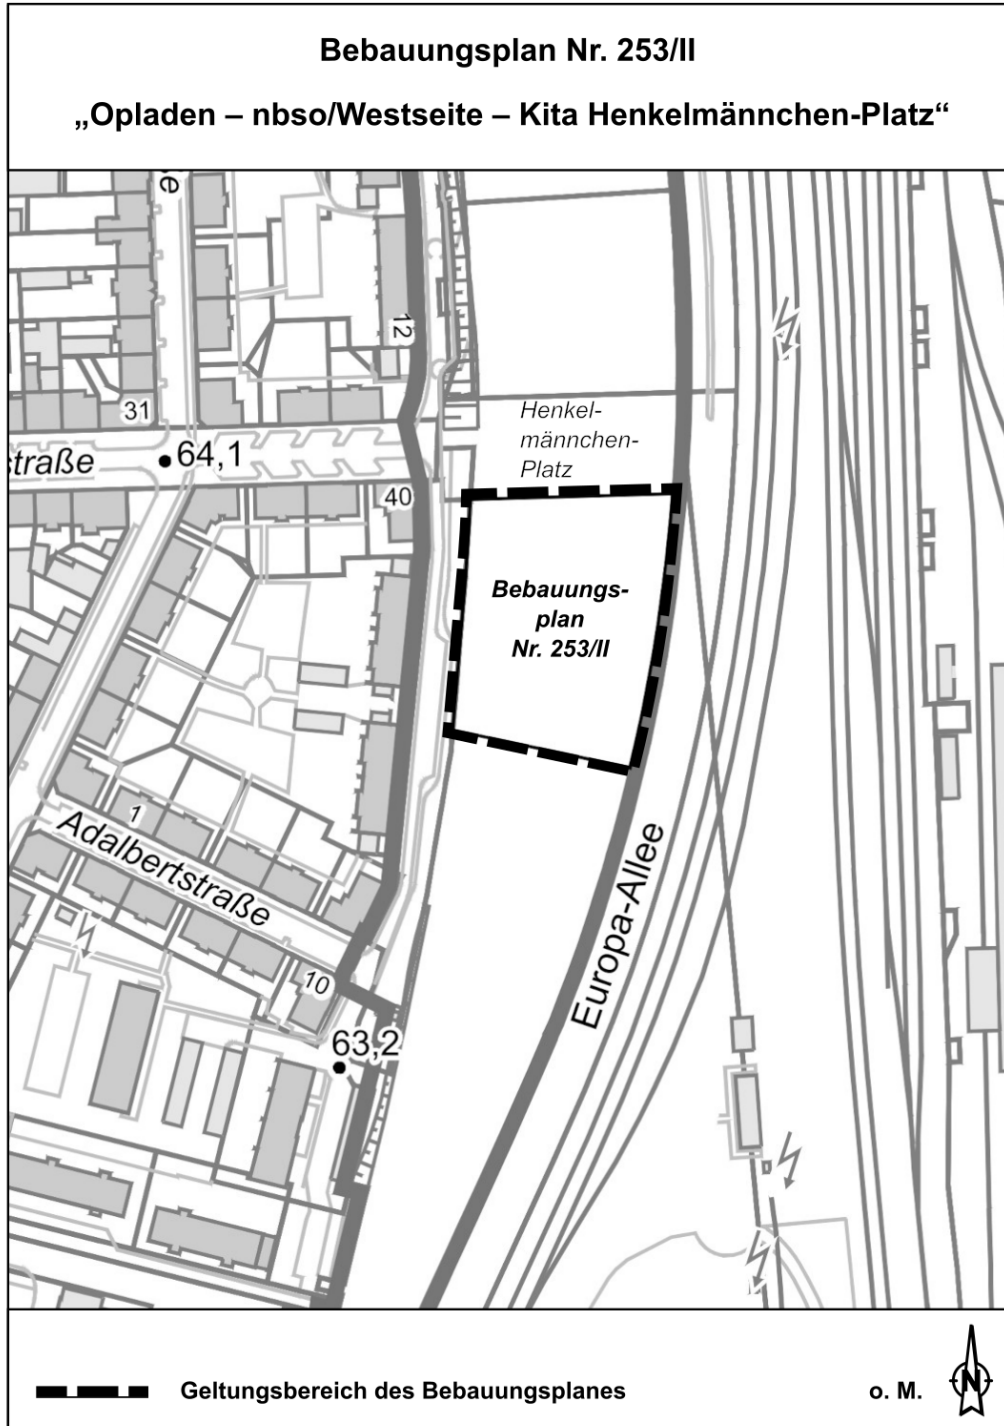 Bebauungsplan Nr. 253/II
„Opladen – nbso/Westseite – Kita Henkelmännchen-Platz“
12
31
Henkel-
männchen-
Platz
straße
64,1
40
Bebauungs-
plan
Nr. 253/II
1
Adalbertstraße
Europa-Allee
10
63,2
Geltungsbereich des Bebauungsplanes
o. M.
N